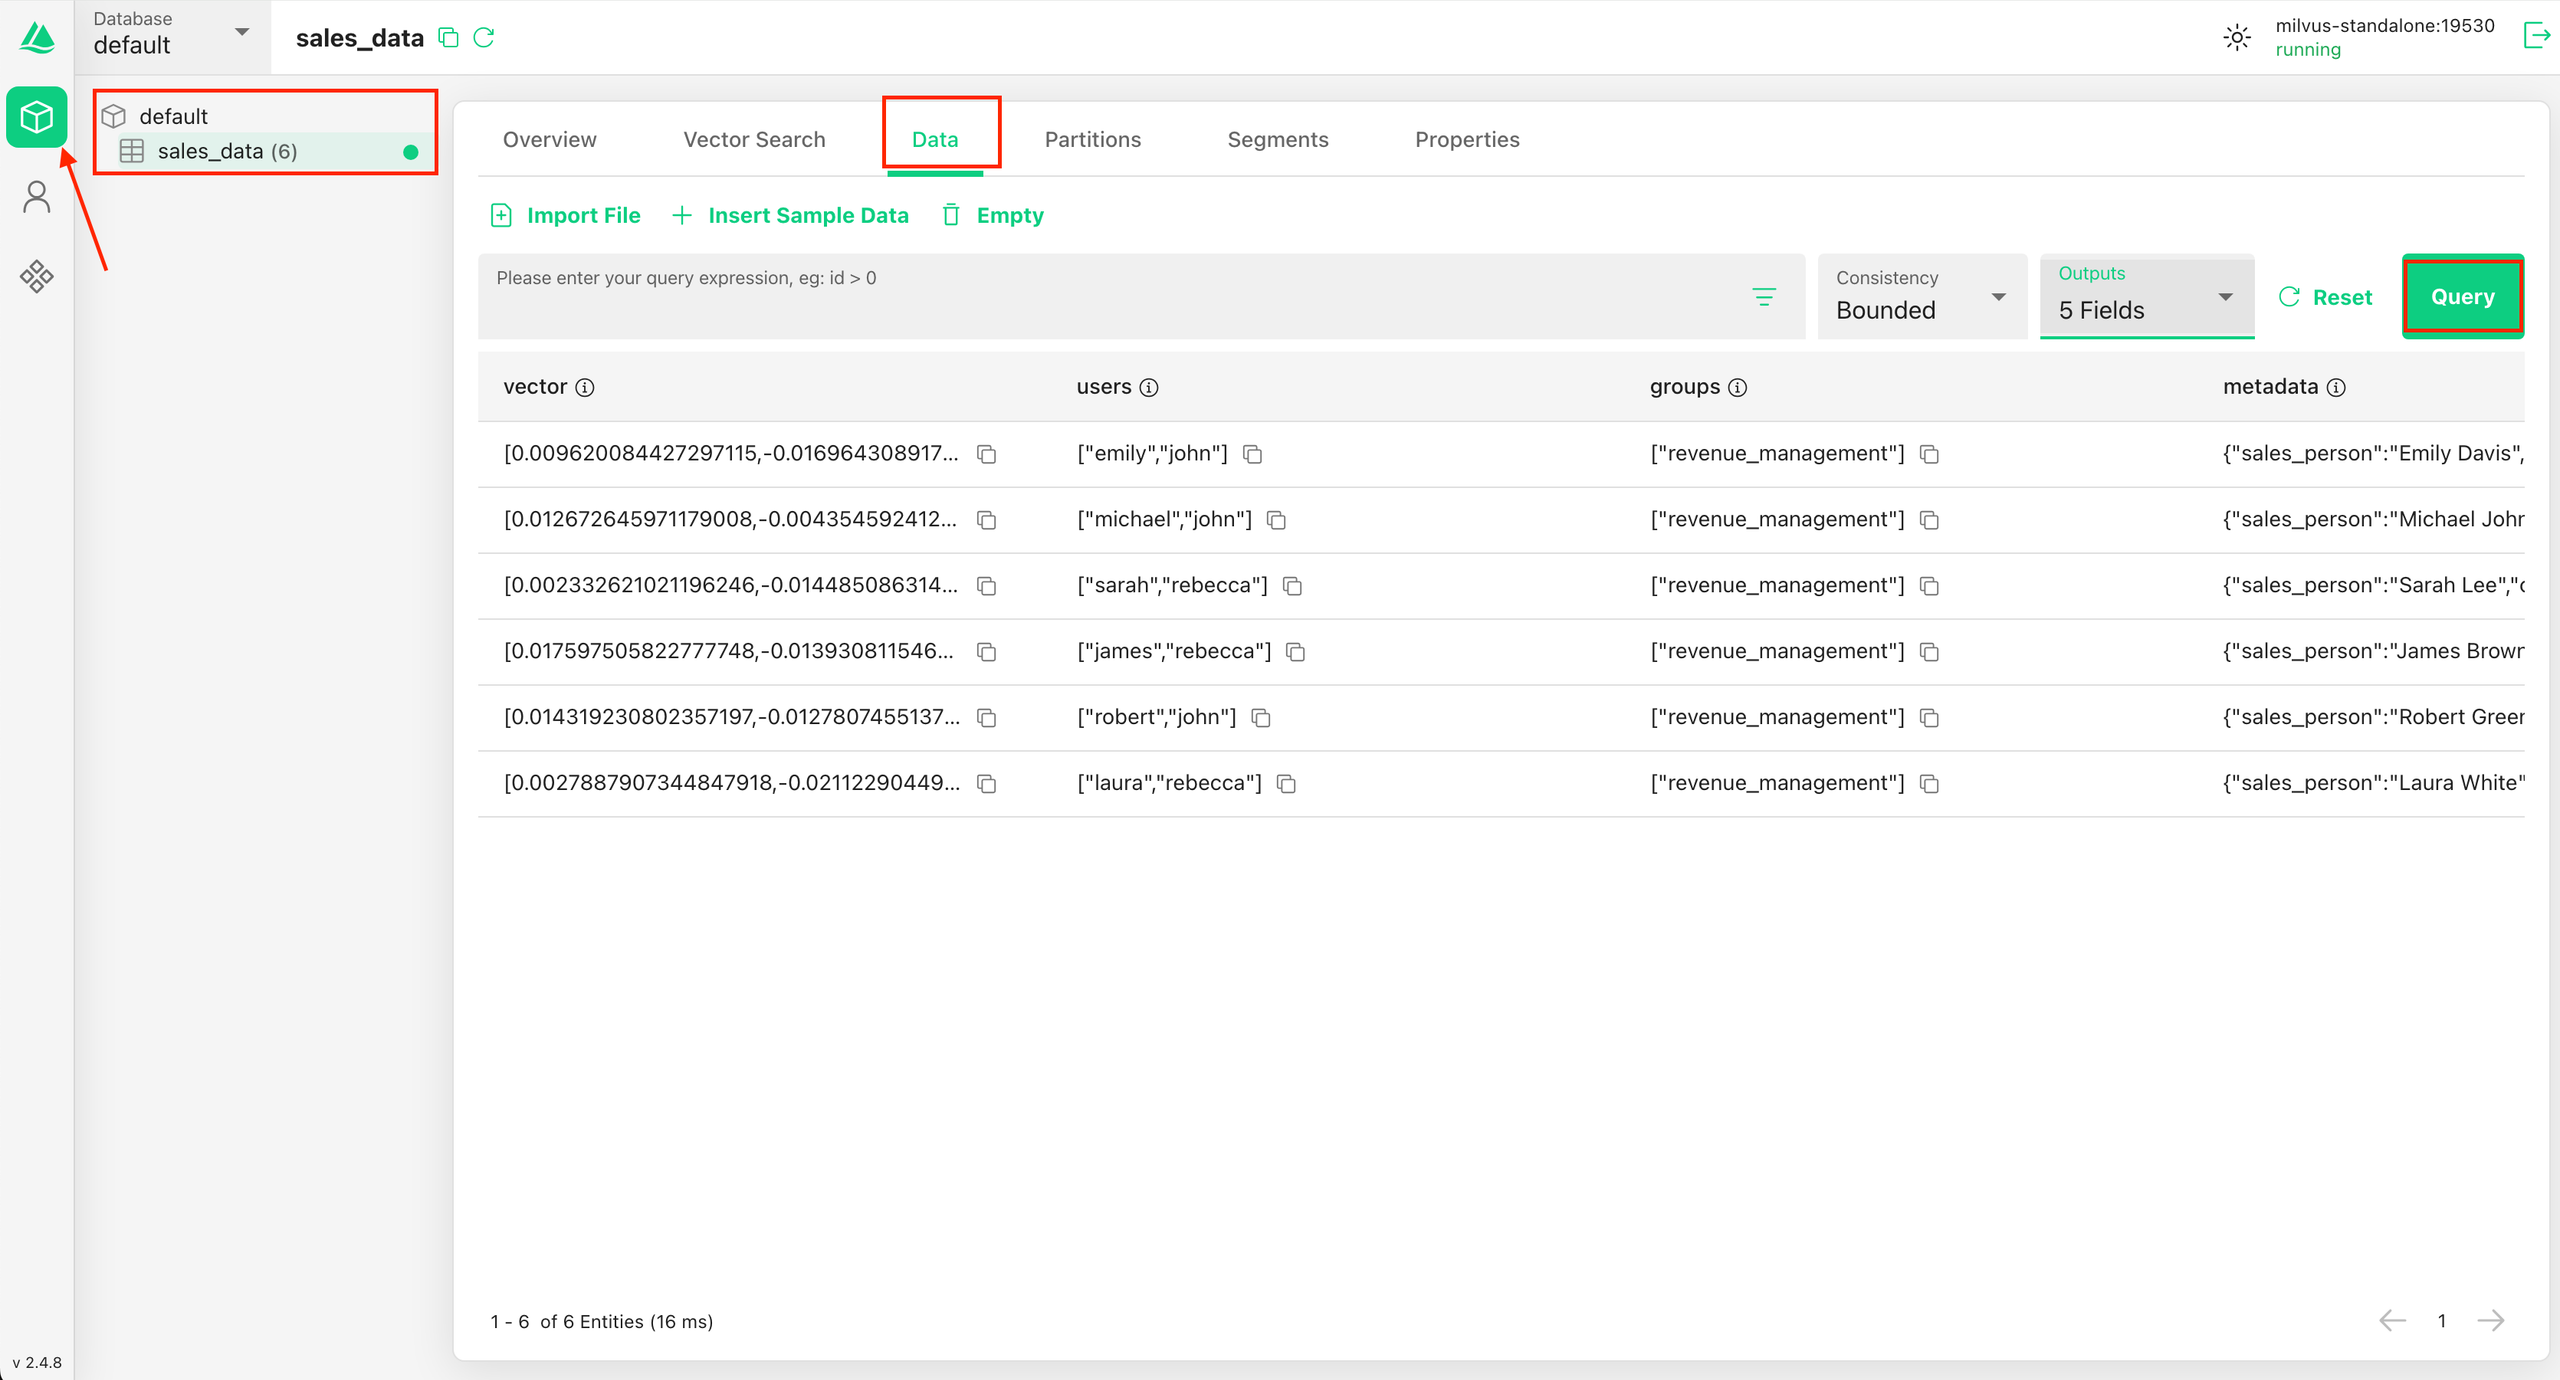 Database
default
sales_data
milvus-standalone:19530
running
default
sales_data (6)
Overview
Vector Search
Data
Partitions
Segments
Properties
Import File
Insert Sample Data
Empty
Please enter your query expression, eg: id > 0
Consistency
Bounded
Outputs
5 Fields
Reset
Query
vector users groups metadata
[0.009620084427297115,-0.016964308917... ["emily","john"] ["revenue_management"] {"sales_person":"Emily Davis",
[0.012672645971179008,-0.004354592412... ["michael","john"] ["revenue_management"] {"sales_person":"Michael John
[0.002332621021196246,-0.014485086314... ["sarah","rebecca"] ["revenue_management"] {"sales_person":"Sarah Lee","c
[0.017597505822777748,-0.013930811546... ["james","rebecca"] ["revenue_management"] {"sales_person":"James Brown
[0.014319230802357197,-0.0127807455137... ["robert","john"] ["revenue_management"] {"sales_person":"Robert Green
[0.0027887907344847918,-0.02112290449... ["laura","rebecca"] ["revenue_management"] {"sales_person":"Laura White"
1 - 6 of 6 Entities (16 ms)
1
v 2.4.8